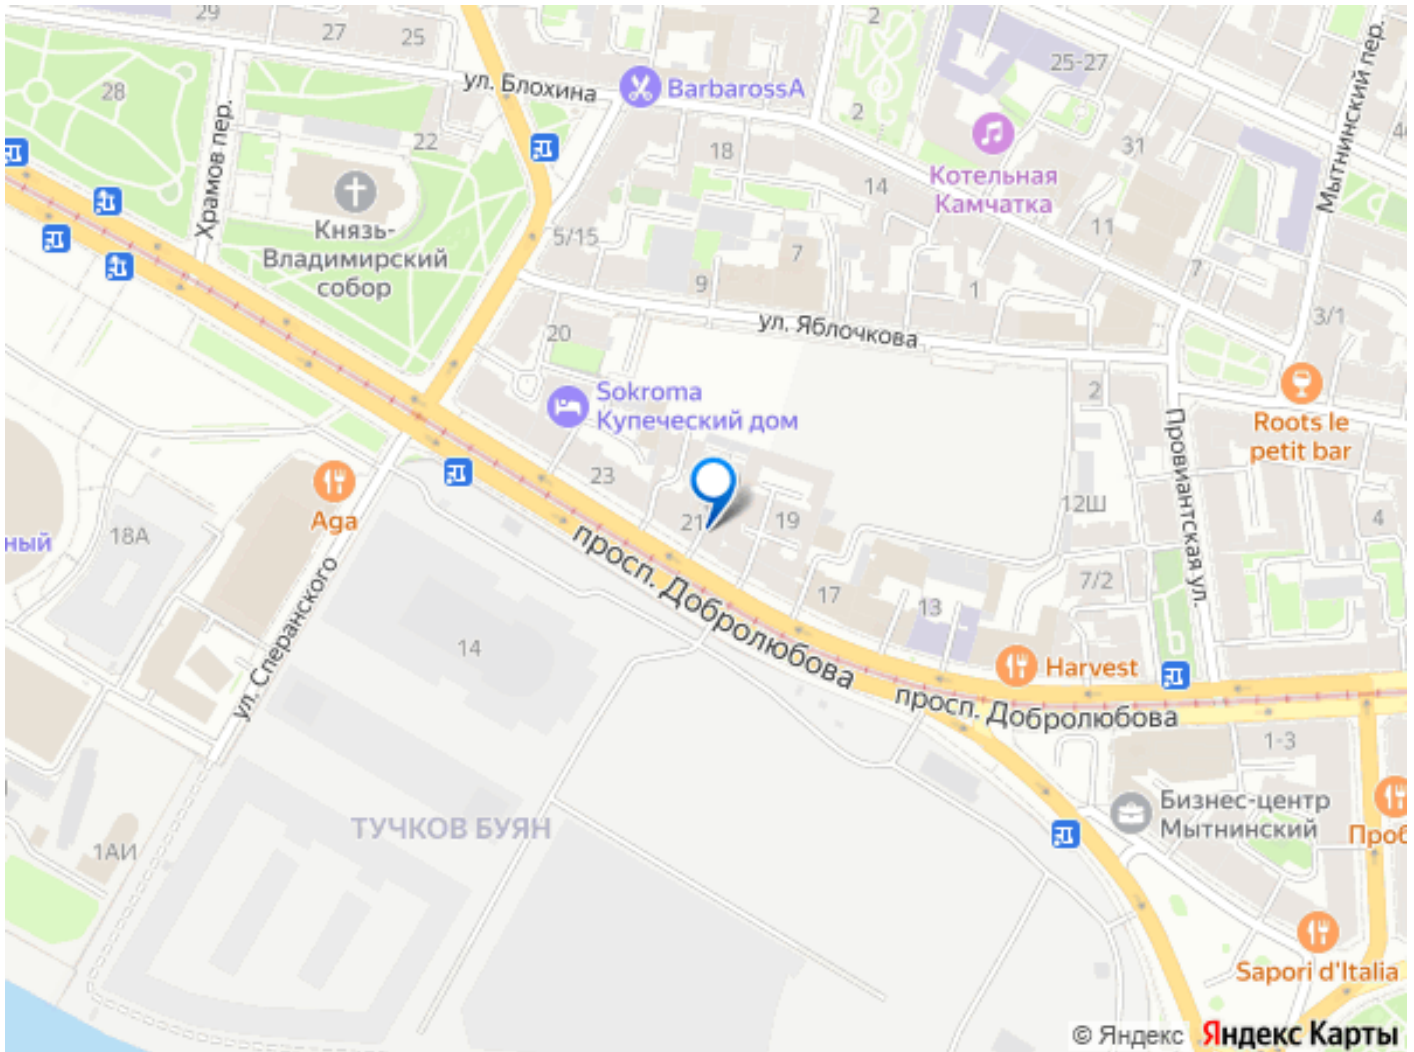 29
27
25
2
28
ул. Блохина
BarbarossA
25-27
Мытнинский пер.
2
22
Храмов пер.
18
31
Котельная
Камчатка
14
Князь-
Владимирский
собор
5/15
7
11
9
1
7
ул. Яблочкова
3/1
20
Sokroma
Купеческий дом
2
Roots le
petit bar
Провиантская ул.
23
Aga
21
19
12Ш
4
ный
18А
просп. Добролюбова
17
13
7/2
ул. Сперанского
14
Harvest
просп. Добролюбова
1-3
Бизнес-центр
Мытнинский
ТУЧКОВ БУЯН
1АИ
Sapori d'Italia
© Яндекс Яндекс Карты